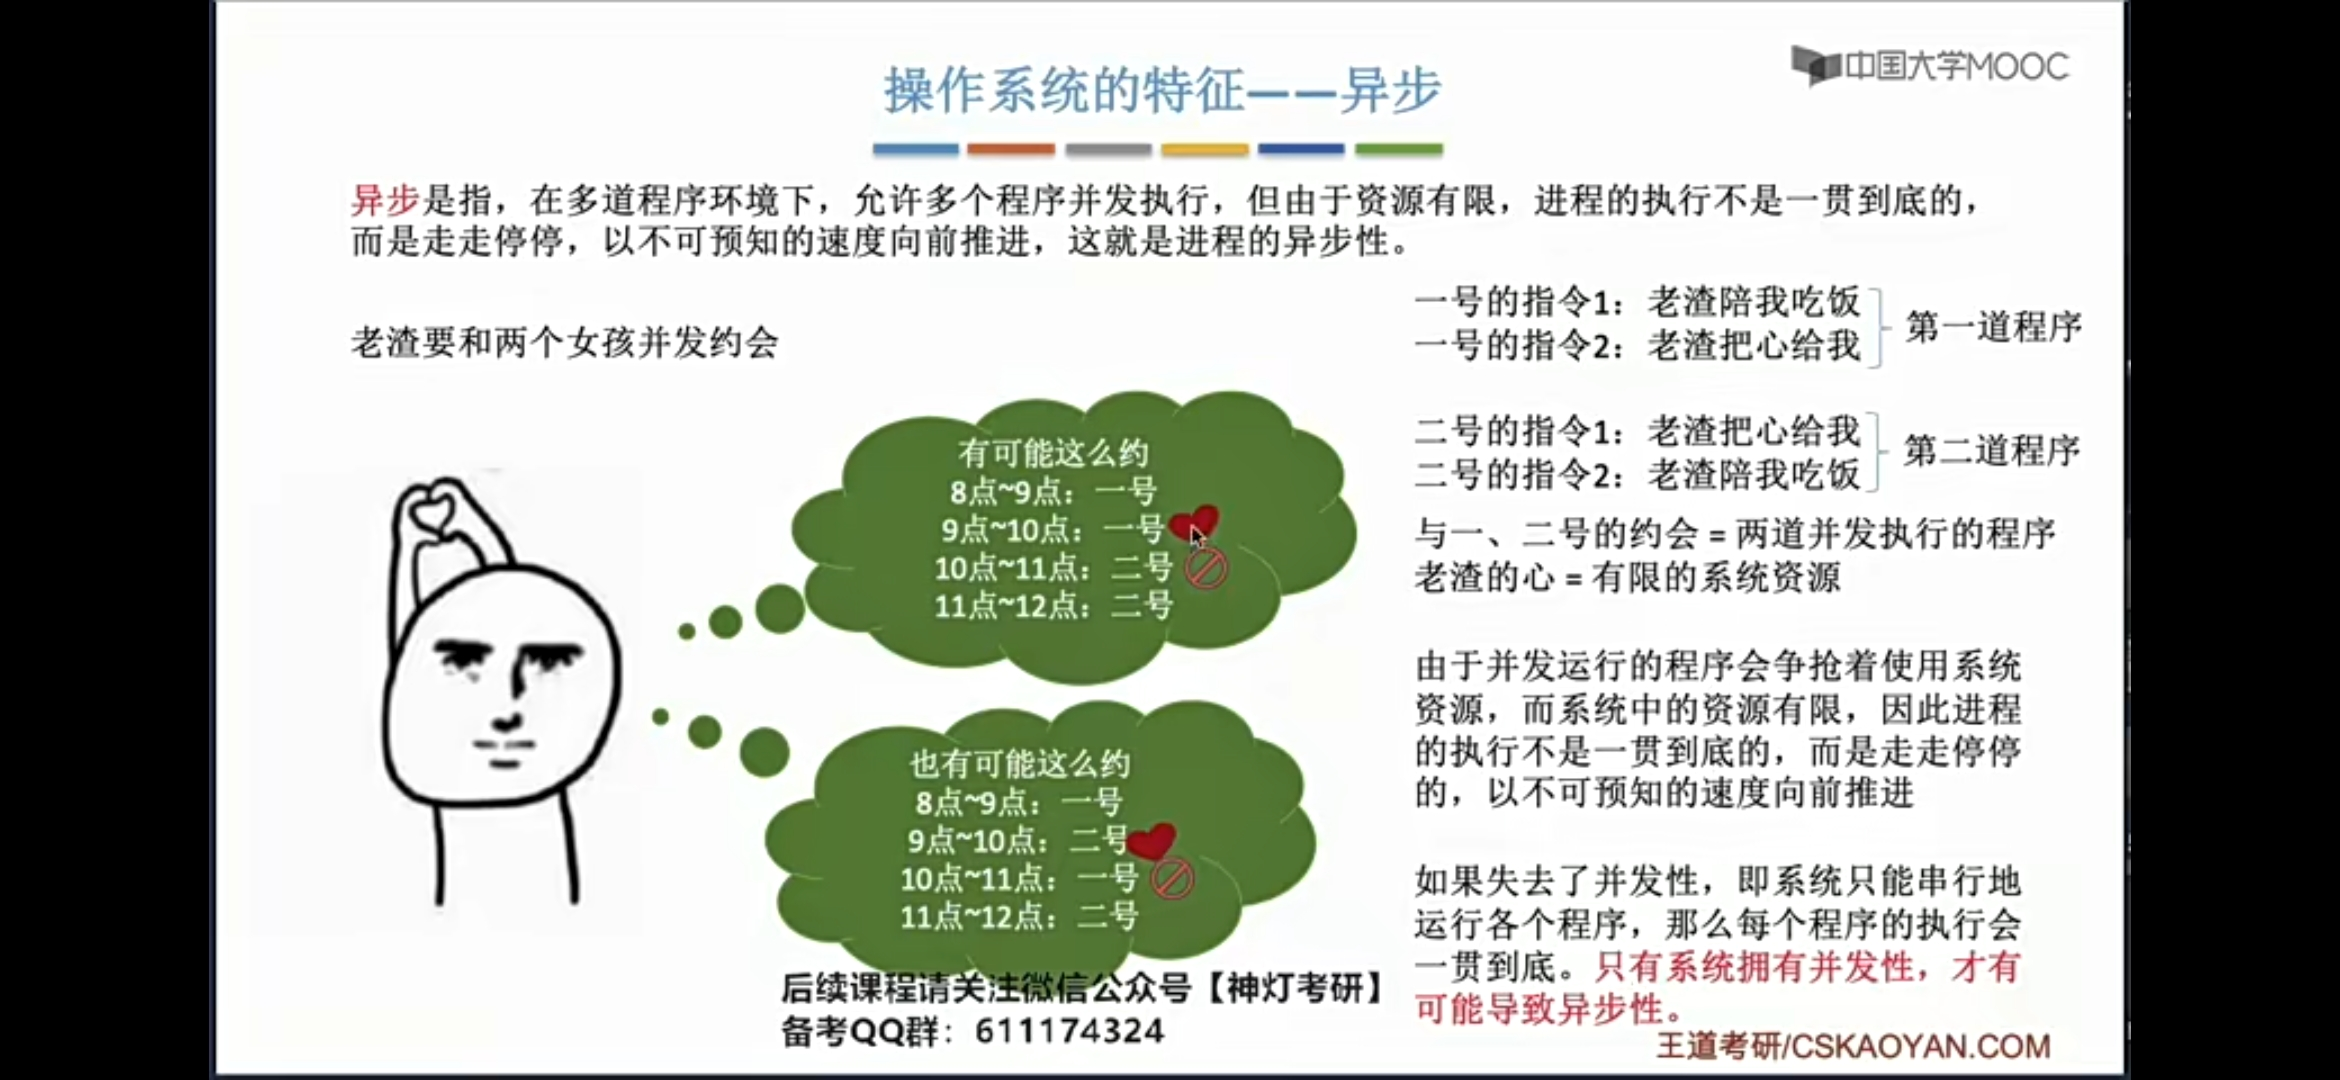 中国大学MOOC
操作系统的特征——异步
异步是指，在多道程序环境下，允许多个程序并发执行，但由于资源有限，进程的执行不是一贯到底的，
而是走走停停，以不可预知的速度向前推进，这就是进程的异步性。
老渣要和两个女孩并发约会
有可能这么约
8点~9点：一号
9点~10点：一号
10点~11点：二号
11点~12点：二号
也有可能这么约
8点~9点：一号
9点~10点：二号
10点~11点：一号
11点~12点：二号
一号的指令1：老渣陪我吃饭
一号的指令2：老渣把心给我
第一道程序
二号的指令1：老渣把心给我
二号的指令2：老渣陪我吃饭
第二道程序
与一、二号的约会 = 两道并发执行的程序
老渣的心 = 有限的系统资源
由于并发运行的程序会争抢着使用系统
资源，而系统中的资源有限，因此进程
的执行不是一贯到底的，而是走走停停
的，以不可预知的速度向前推进
如果失去了并发性，即系统只能串行地
运行各个程序，那么每个程序的执行会
一贯到底。只有系统拥有并发性，才有
可能导致异步性。
后续课程请关注微信公众号【神灯考研】
备考QQ群：611174324
王道考研/CSKAOYAN.COM